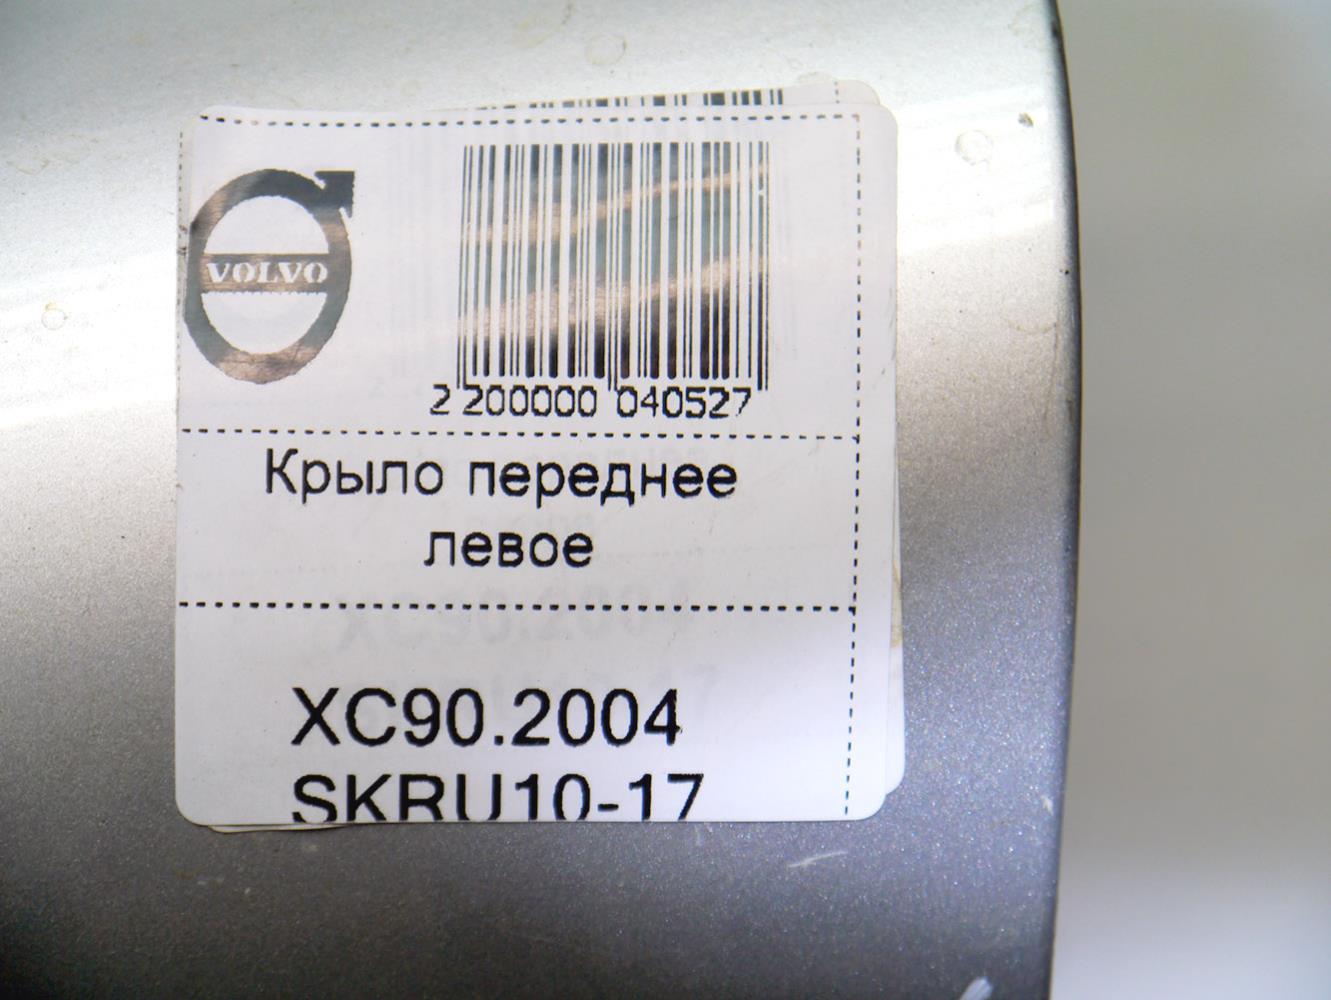 VOLVO
2 200000 040527
Крыло переднее
левое
XC90.2004
SKRU10-17